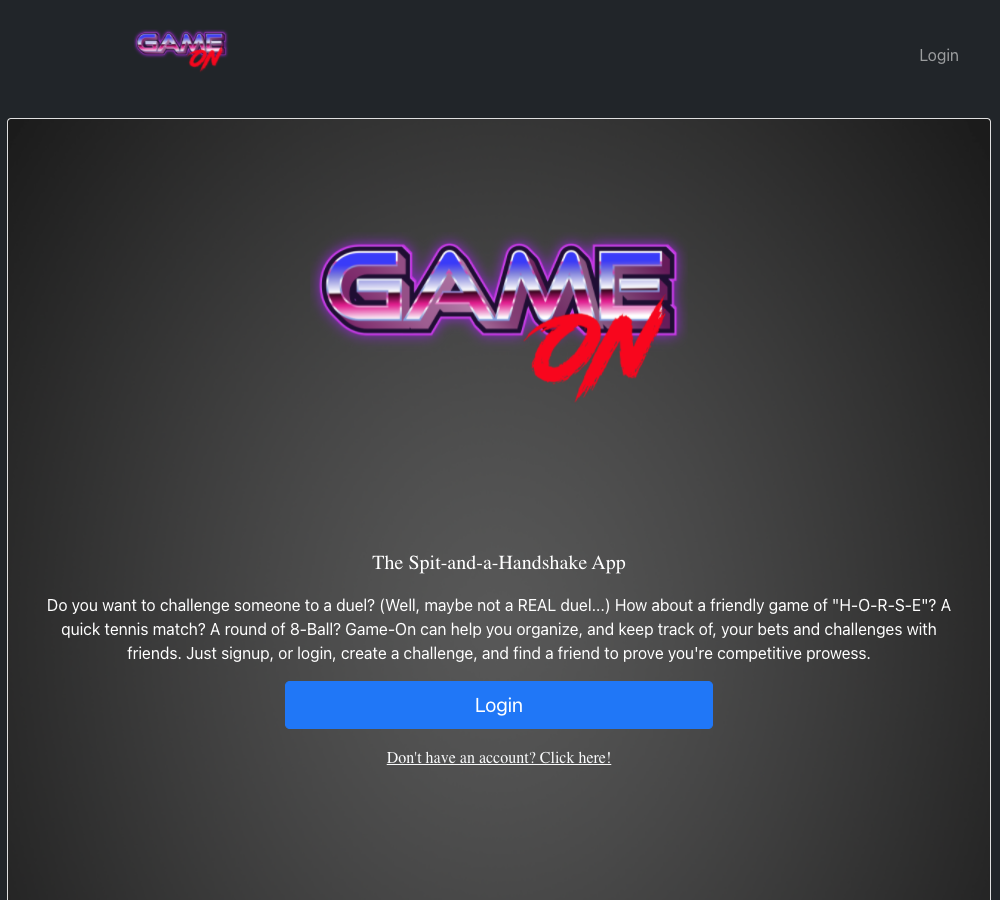 GAME
ON
Login
GAME
ON
The Spit-and-a-Handshake App
Do you want to challenge someone to a duel? (Well, maybe not a REAL duel...) How about a friendly game of "H-O-R-S-E"? A
quick tennis match? A round of 8-Ball? Game-On can help you organize, and keep track of, your bets and challenges with
friends. Just signup, or login, create a challenge, and find a friend to prove you're competitive prowess.
Login
Don't have an account? Click here!